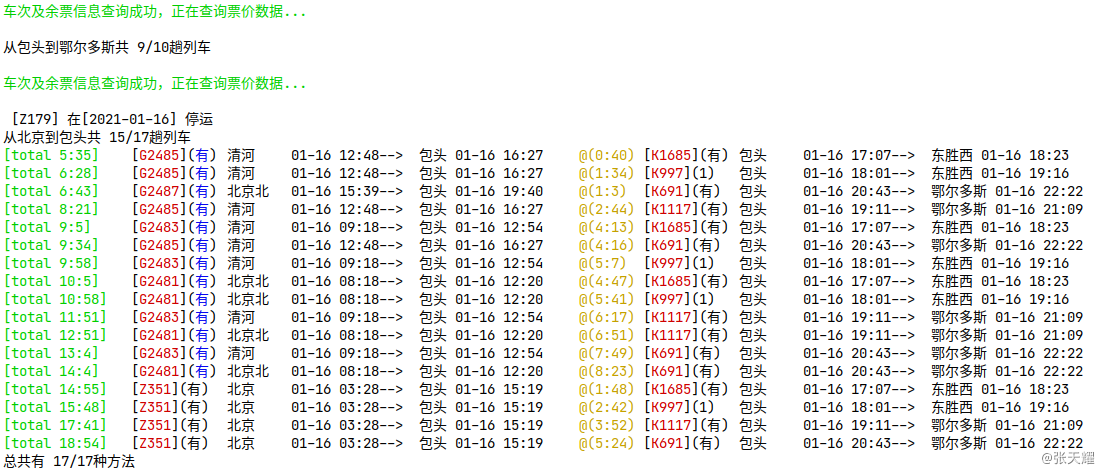 车次及余票信息查询成功，正在查询票价数据...
从包头到鄂尔多斯共 9/10趟列车
车次及余票信息查询成功，正在查询票价数据...
[Z179] 在[2021-01-16] 停运
从北京到包头共 15/17趟列车
[total 5:35] [G2485](有) 清河 01-16 12:48--> 包头 01-16 16:27 @(0:40) [K1685](有) 包头 01-16 17:07--> 东胜西 01-16 18:23
[total 6:28] [G2485](有) 清河 01-16 12:48--> 包头 01-16 16:27 @(1:34) [K997](1) 包头 01-16 18:01--> 东胜西 01-16 19:16
[total 6:43] [G2487](有) 北京北 01-16 15:39--> 包头 01-16 19:40 @(1:3) [K691](有) 包头 01-16 20:43--> 鄂尔多斯 01-16 22:22
[total 8:21] [G2485](有) 清河 01-16 12:48--> 包头 01-16 16:27 @(2:44) [K1117](有) 包头 01-16 19:11--> 鄂尔多斯 01-16 21:09
[total 9:5] [G2483](有) 清河 01-16 09:18--> 包头 01-16 12:54 @(4:13) [K1685](有) 包头 01-16 17:07--> 东胜西 01-16 18:23
[total 9:34] [G2485](有) 清河 01-16 12:48--> 包头 01-16 16:27 @(4:16) [K691](有) 包头 01-16 20:43--> 鄂尔多斯 01-16 22:22
[total 9:58] [G2483](有) 清河 01-16 09:18--> 包头 01-16 12:54 @(5:7) [K997](1) 包头 01-16 18:01--> 东胜西 01-16 19:16
[total 10:5] [G2481](有) 北京北 01-16 08:18--> 包头 01-16 12:20 @(4:47) [K1685](有) 包头 01-16 17:07--> 东胜西 01-16 18:23
[total 10:58] [G2481](有) 北京北 01-16 08:18--> 包头 01-16 12:20 @(5:41) [K997](1) 包头 01-16 18:01--> 东胜西 01-16 19:16
[total 11:51] [G2483](有) 清河 01-16 09:18--> 包头 01-16 12:54 @(6:17) [K1117](有) 包头 01-16 19:11--> 鄂尔多斯 01-16 21:09
[total 12:51] [G2481](有) 北京北 01-16 08:18--> 包头 01-16 12:20 @(6:51) [K1117](有) 包头 01-16 19:11--> 鄂尔多斯 01-16 21:09
[total 13:4] [G2483](有) 清河 01-16 09:18--> 包头 01-16 12:54 @(7:49) [K691](有) 包头 01-16 20:43--> 鄂尔多斯 01-16 22:22
[total 14:4] [G2481](有) 北京北 01-16 08:18--> 包头 01-16 12:20 @(8:23) [K691](有) 包头 01-16 20:43--> 鄂尔多斯 01-16 22:22
[total 14:55] [Z351](有) 北京 01-16 03:28--> 包头 01-16 15:19 @(1:48) [K1685](有) 包头 01-16 17:07--> 东胜西 01-16 18:23
[total 15:48] [Z351](有) 北京 01-16 03:28--> 包头 01-16 15:19 @(2:42) [K997](1) 包头 01-16 18:01--> 东胜西 01-16 19:16
[total 17:41] [Z351](有) 北京 01-16 03:28--> 包头 01-16 15:19 @(3:52) [K1117](有) 包头 01-16 19:11--> 鄂尔多斯 01-16 21:09
[total 18:54] [Z351](有) 北京 01-16 03:28--> 包头 01-16 15:19 @(5:24) [K691](有) 包头 01-16 20:43--> 鄂尔多斯 01-16 22:22
总共有 17/17种方法
@张天耀